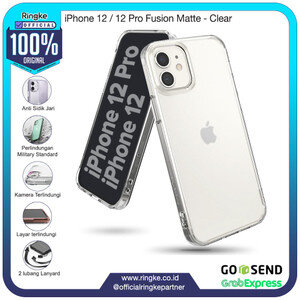 Ringke
OFFICIAL
100%
ORIGINAL
iPhone 12 / 12 Pro Fusion Matte - Clear
Anti Sidik Jari
Perlindungan
Military Standard
Kamera Terlindungi
Layar terlindungi
2 lubang Lanyard
iPhone 12 Pro
iPhone 12
www.ringke.co.id
@officialringkepartner
GO SEND
GrabExpress